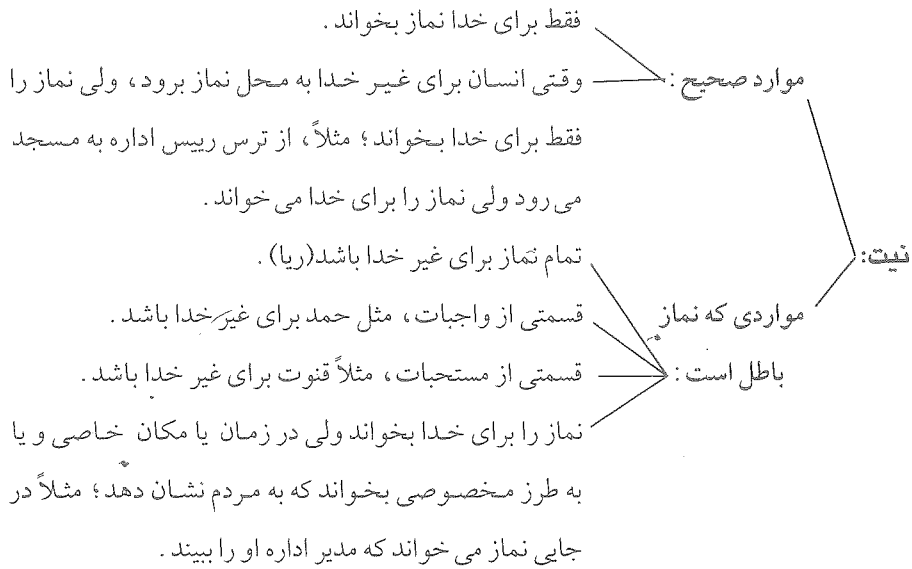 نیت:
موارد صحیح:
فقط برای خدا نماز بخواند.
وقتی انسان برای غیر خدا به محل نماز برود، ولی نماز را
فقط برای خدا بخواند؛ مثلاً، از ترس رییس اداره به مسجد
می‌رود ولی نماز را برای خدا می‌خواند.
مواردی که نماز
باطل است:
تمام نماز برای غیر خدا باشد(ریا).
قسمتی از واجبات، مثل حمد برای غیر خدا باشد.
قسمتی از مستحبات، مثلاً قنوت برای غیر خدا باشد.
نماز را برای خدا بخواند ولی در زمان یا مکان خاصی و یا
به طرز مخصوصی بخواند که به مردم نشان دهد؛ مثلاً در
جایی نماز می‌خواند که مدیر اداره او را ببیند.